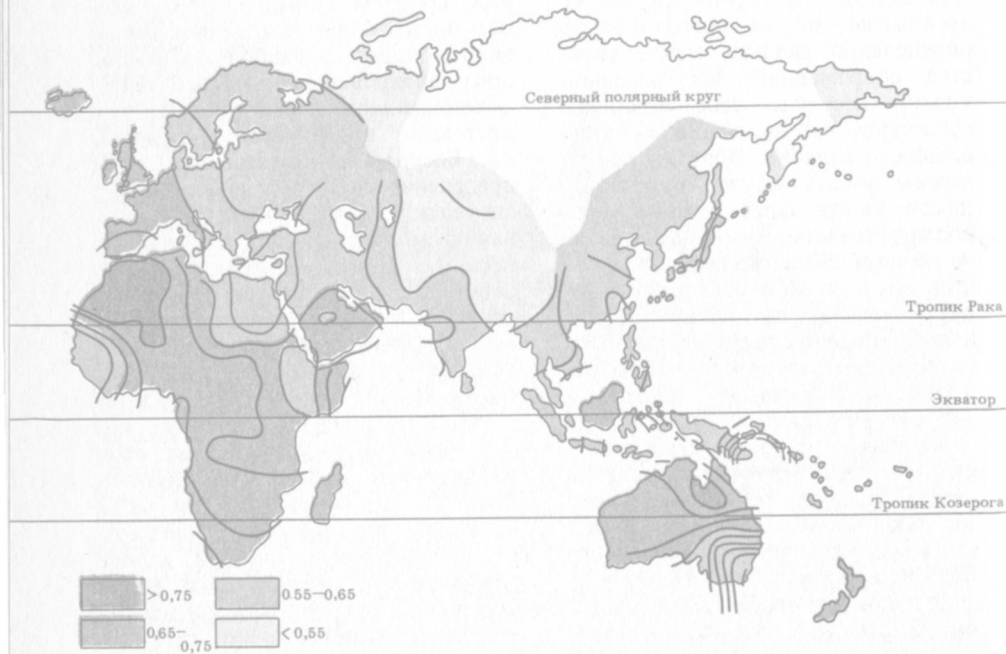 Северный полярный круг
Тропик Рака
Экватор
Тропик Козерога
>0,75
0.55—0,65
0,65—
0,75
<0,55